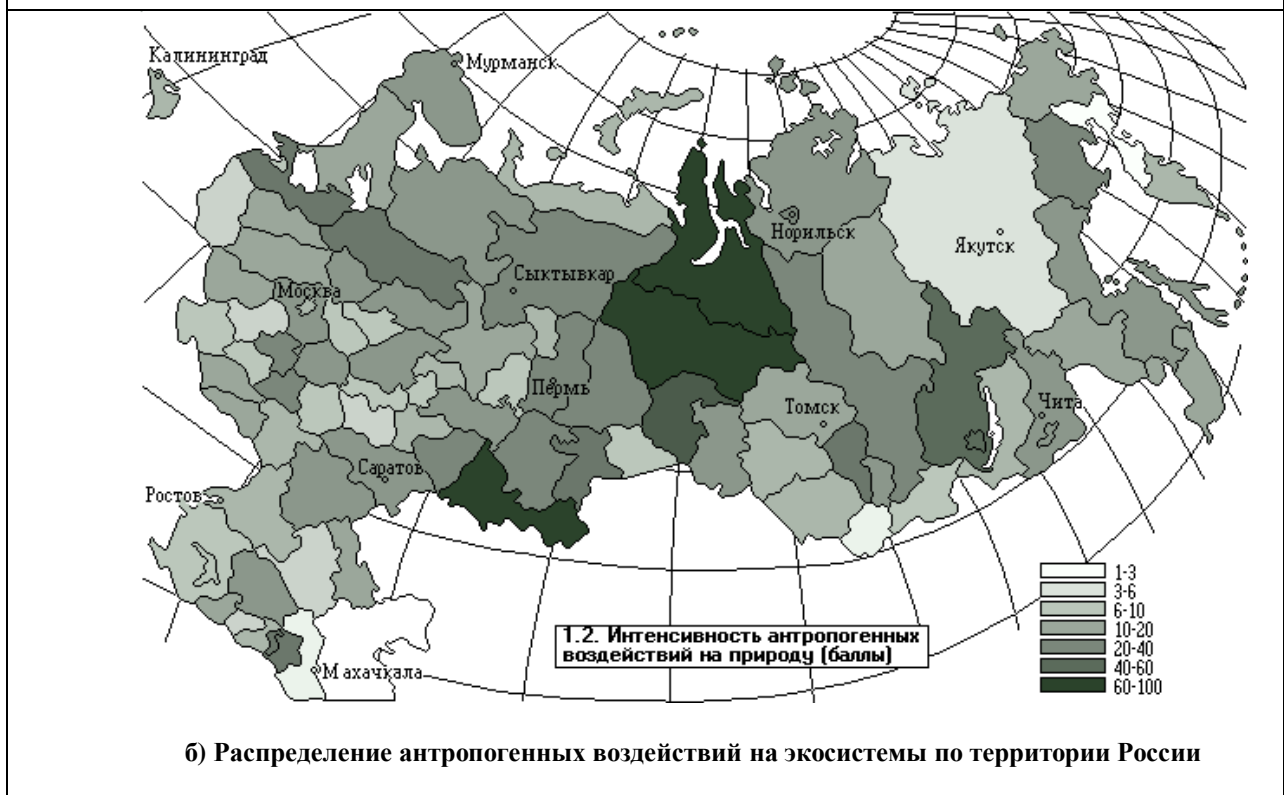 Калининград
Мурманск
Норильск
Якутск
Сыктывкар
Москва
Пермь
Томск
Чита
Саратов
Ростов
Махачкала
1-3
3-6
6-10
10-20
20-40
40-60
60-100
1.2. Интенсивность антропогенных
воздействий на природу (баллы)
б) Распределение антропогенных воздействий на экосистемы по территории России